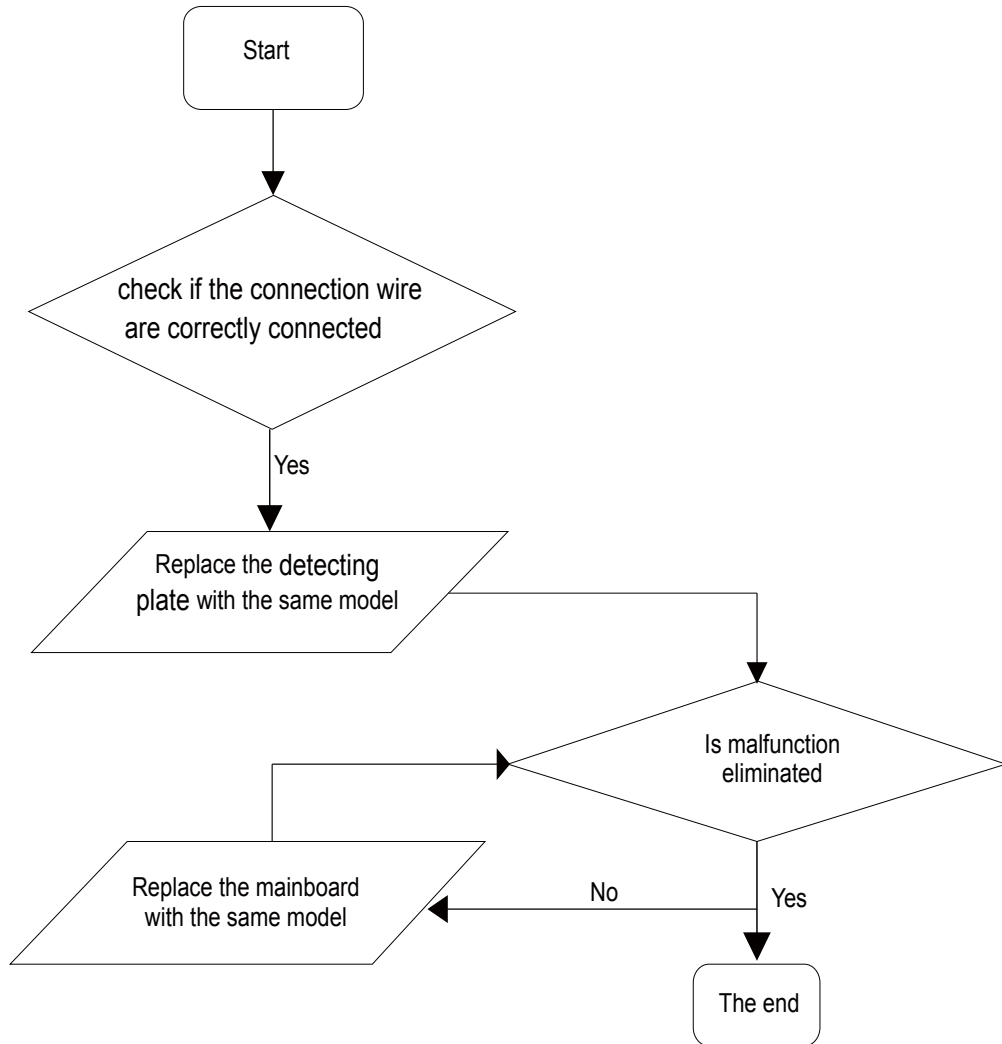 Start
check if the connection wire
are correctly connected
Yes
Replace the detecting
plate with the same model
Is malfunction
eliminated
Replace the mainboard
with the same model
No
Yes
The end